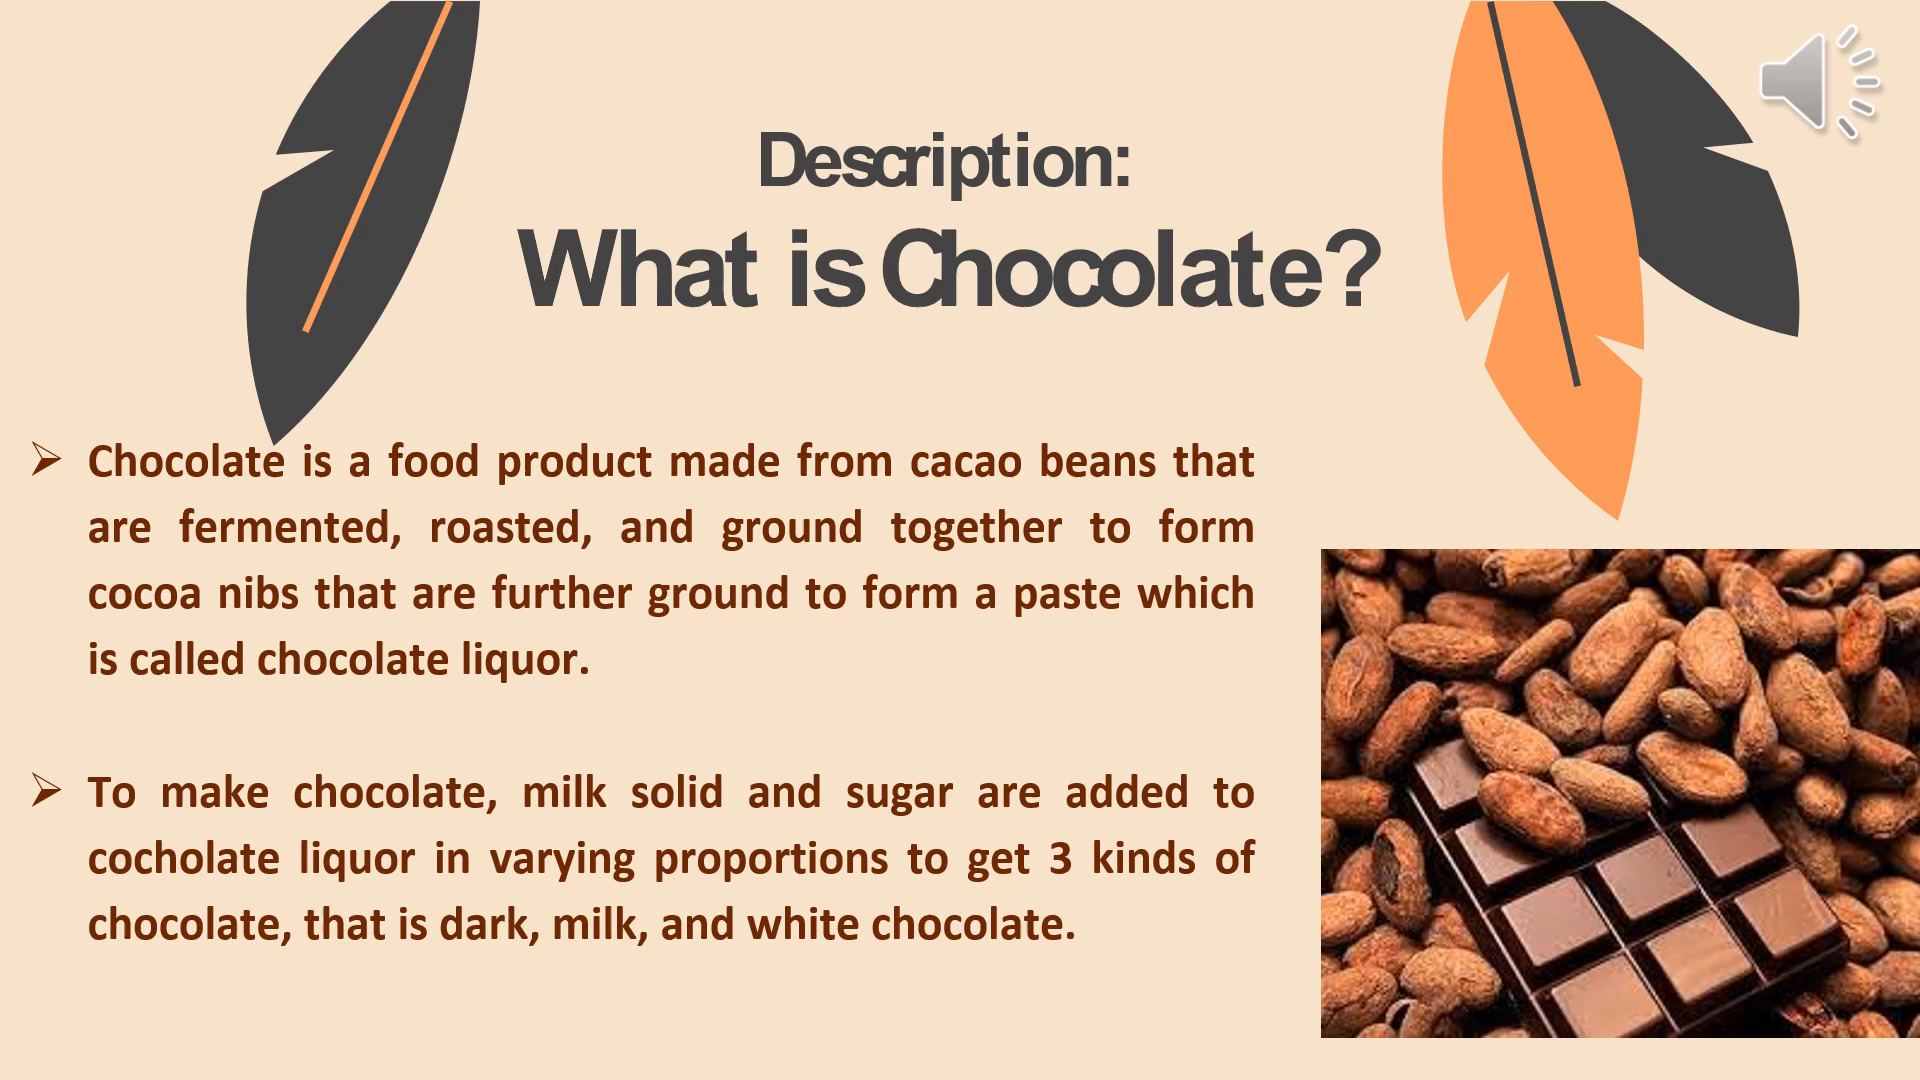 Description:
What is Chocolate?
➢ Chocolate is a food product made from cacao beans that
are fermented, roasted, and ground together to form
cocoa nibs that are further ground to form a paste which
is called chocolate liquor.
➢ To make chocolate, milk solid and sugar are added to
cocholate liquor in varying proportions to get 3 kinds of
chocolate, that is dark, milk, and white chocolate.